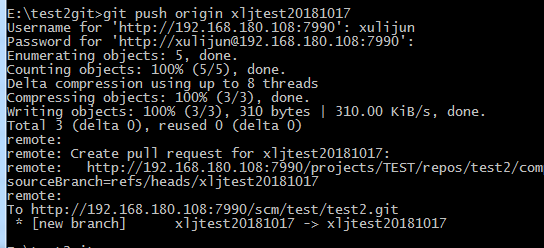 E:\test2git>git push origin xljtest20181017
Username for 'http://192.168.180.108:7990': xulijun
Password for 'http://xulijun@192.168.180.108:7990':
Enumerating objects: 5, done.
Counting objects: 100% (5/5), done.
Delta compression using up to 8 threads
Compressing objects: 100% (3/3), done.
Writing objects: 100% (3/3), 310 bytes | 310.00 KiB/s, done.
Total 3 (delta 0), reused 0 (delta 0)
remote:
remote: Create pull request for xljtest20181017:
remote:   http://192.168.180.108:7990/projects/TEST/repos/test2/com
sourceBranch=refs/heads/xljtest20181017
remote:
To http://192.168.180.108:7990/scm/test/test2.git
 * [new branch]      xljtest20181017 -> xljtest20181017